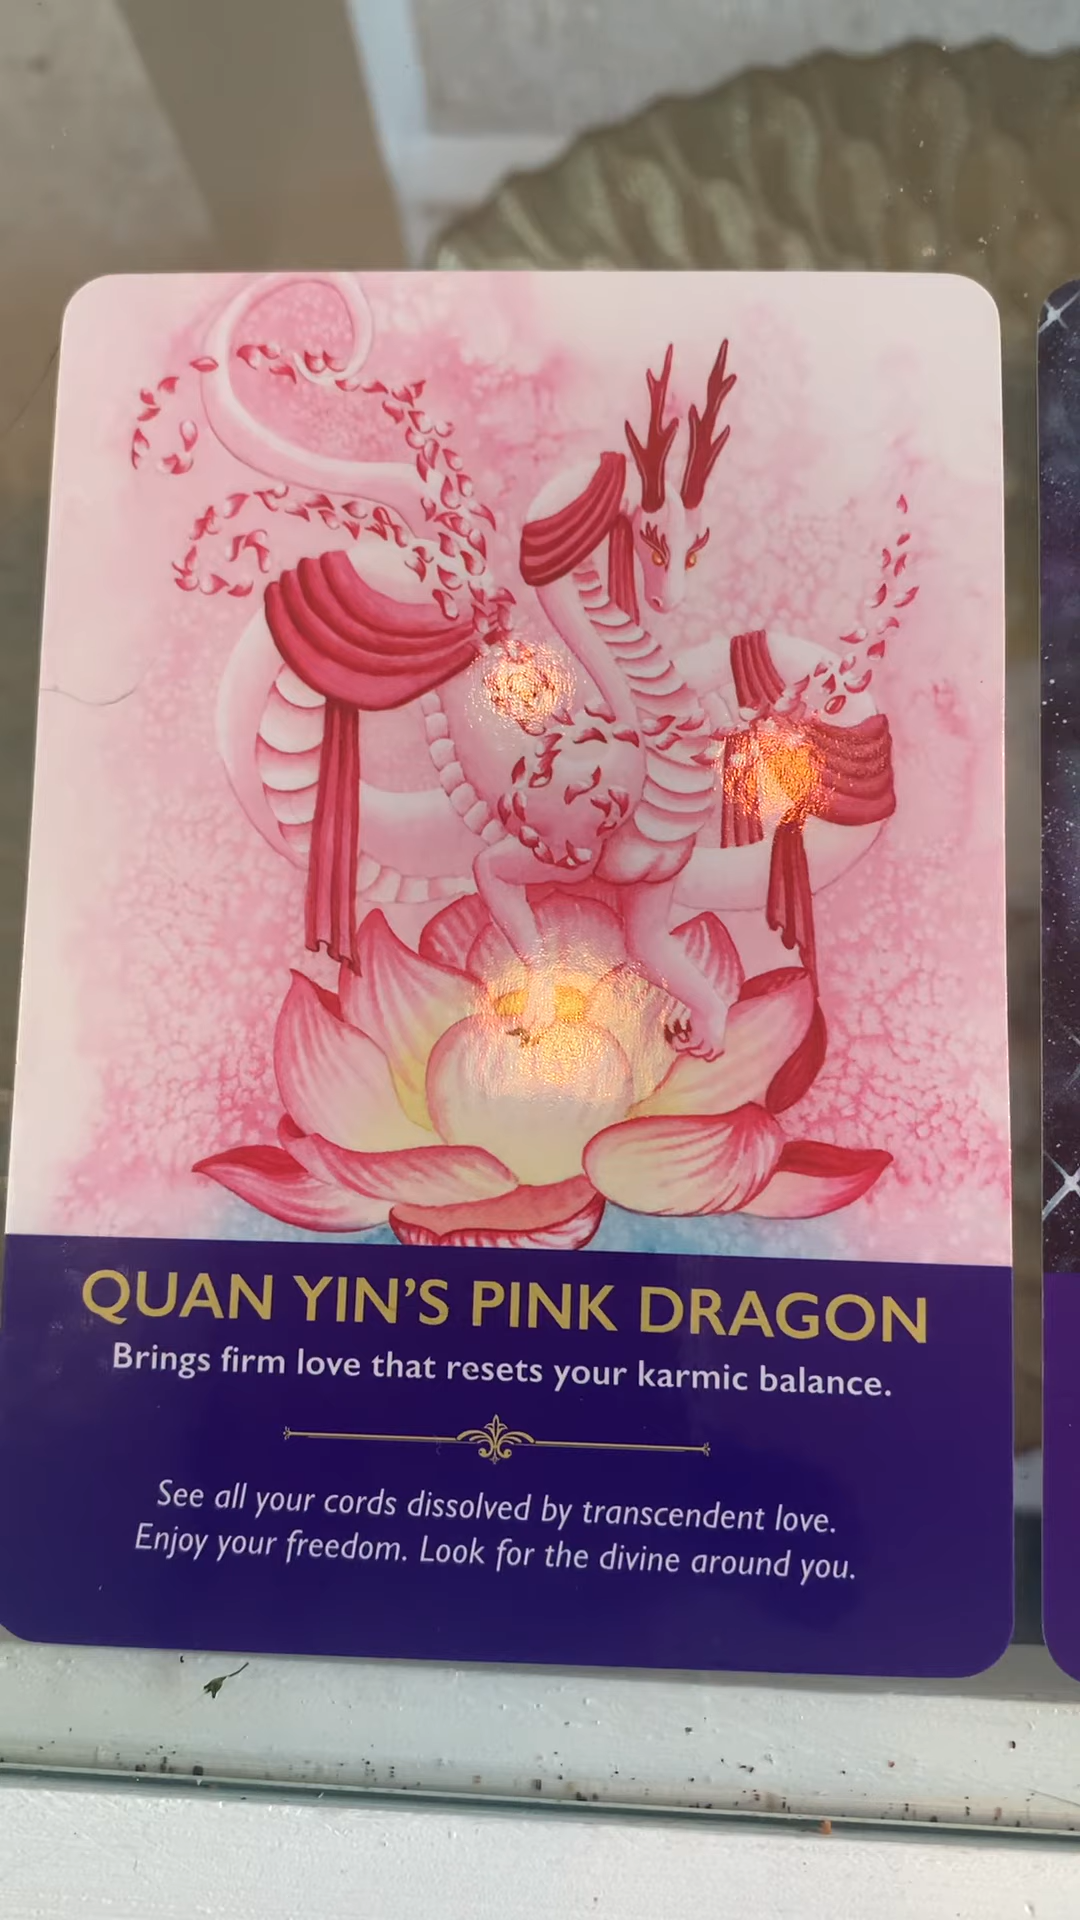 QUAN YIN’S PINK DRAGON
Brings firm love that resets your karmic balance.
See all your cords dissolved by transcendent love.
Enjoy your freedom. Look for the divine around you.